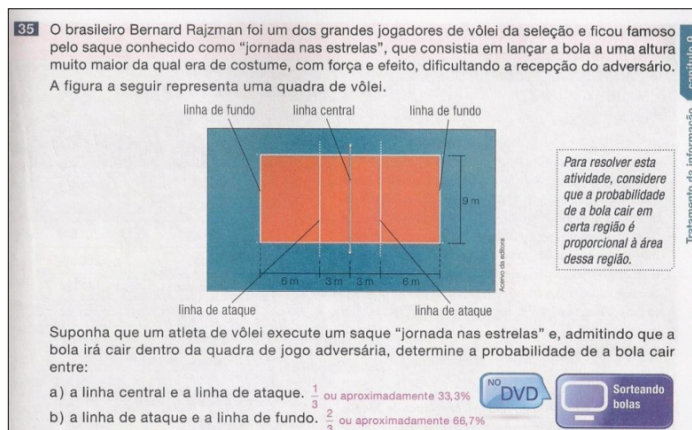 35 O brasileiro Bernard Rajzman foi um dos grandes jogadores de vôlei da seleção e ficou famoso
pelo saque conhecido como “jornada nas estrelas”, que consistia em lançar a bola a uma altura
muito maior da qual era de costume, com força e efeito, dificultando a recepção do adversário.
A figura a seguir representa uma quadra de vôlei.
linha de fundo linha central linha de fundo
9 m
6 m 3 m 3 m 6 m
linha de ataque linha de ataque
Acervo da editora
Para resolver esta
atividade, considere
que a probabilidade
de a bola cair em
certa região é
proporcional à área
dessa região.
capítulo 9
Tratamento da informação
Suponha que um atleta de vôlei execute um saque “jornada nas estrelas” e, admitindo que a
bola irá cair dentro da quadra de jogo adversária, determine a probabilidade de a bola cair
entre:
a) a linha central e a linha de ataque. 1/3 ou aproximadamente 33,3%
b) a linha de ataque e a linha de fundo. 2/3 ou aproximadamente 66,7%
NO DVD
Sorteando
bolas